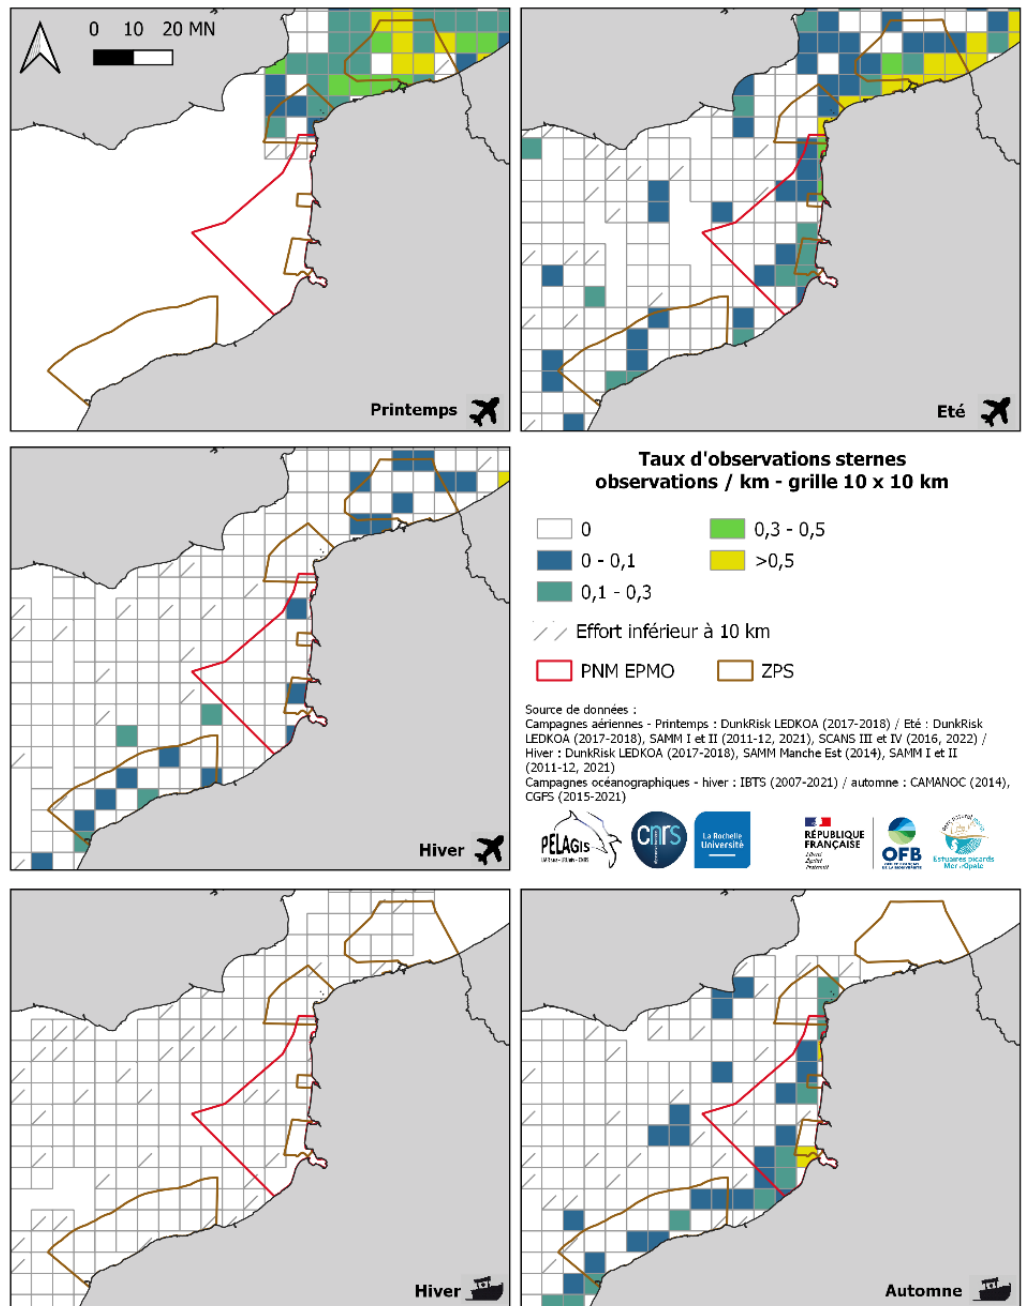 0 10 20 MN
Printemps
Eté
Hiver
Taux d'observations sternes
observations / km - grille 10 x 10 km
0
0 - 0,1
0,1 - 0,3
0,3 - 0,5
>0,5
Effort inférieur à 10 km
PNM EPMO
ZPS
Source de données :
Campagnes aériennes - Printemps : DunkRisk LEDKOA (2017-2018) / Eté : DunkRisk
LEDKOA (2017-2018), SAMM I et II (2011-12, 2021), SCANS III et IV (2016, 2022) /
Hiver : DunkRisk LEDKOA (2017-2018), SAMM Manche Est (2014), SAMM I et II
(2011-12, 2021)
Campagnes océanographiques - hiver : IBTS (2007-2021) / automne : CAMANOC (2014),
CGFS (2015-2021)
PELAGIS
cnrs
La Rochelle
Université
RÉPUBLIQUE
FRANÇAISE
Liberté
Égalité
Fraternité
OFB
Estuaires picards
Mer d'Opale
Hiver
Automne